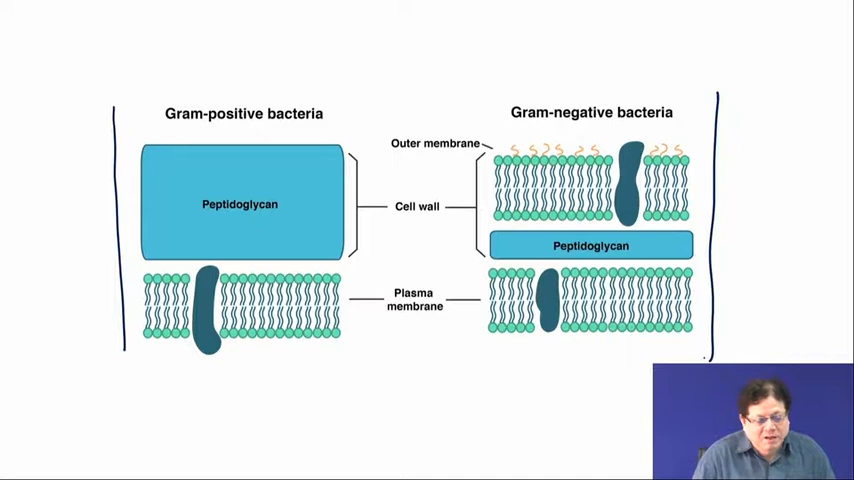 Gram-positive bacteria
Gram-negative bacteria
Outer membrane
Peptidoglycan
Cell wall
Peptidoglycan
Plasma
membrane